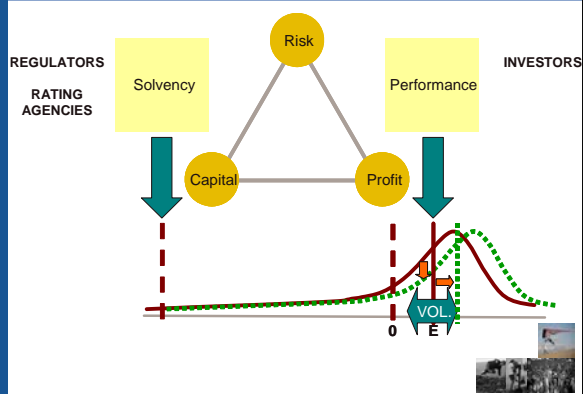 Risk
REGULATORS
RATING
AGENCIES
Solvency
Performance
INVESTORS
Capital
Profit
VOL.
0
E